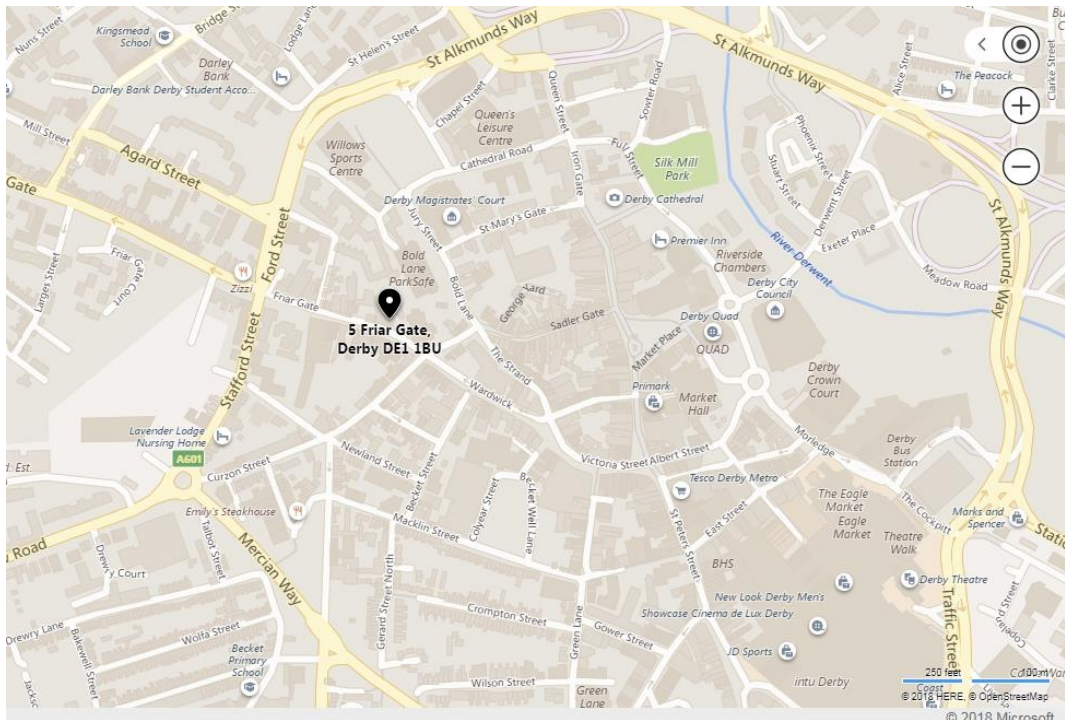 Nuns Street
Kingsmead
School
Bridge St
Lodge Lane
St Helen's Street
St Alkmunds Way
St Alkmunds Way
Alice Street
The Peacock
Clarke Street
Darley
Bank
Darley Bank Derby Student Acco...
Mill Street
Agard Street
Gate
Chapel Street
Queen's
Leisure
Centre
Queen Street
Sowter Road
Willows
Sports
Centre
Cathedral Road
Iron Gate
Full Street
Silk Mill
Park
Phoenix Street
Stuart Street
Derwent Street
Exeter Place
St Alkmunds Way
Derby Magistrates' Court
Jury Street
St Mary's Gate
Derby Cathedral
Premier Inn
Riverside
Chambers
River Derwent
Meadow Road
Larges Street
Friar Gate Court
Zizzi
Ford Street
Friar Gate
Bold
Lane
ParkSafe
Bold Lane
George Yard
Sadler Gate
Derby City
Council
5 Friar Gate,
Derby DE1 1BU
Derby Quad
QUAD
Market Place
The Strand
Wardwick
Primark
Market
Hall
Derby
Crown
Court
Stafford Street
Lavender Lodge
Nursing Home
A601
d. Est.
Curzon Street
Newland Street
Becket Street
Victoria Street
Albert Street
Morledge
Derby
Bus
Station
Tesco Derby Metro
The Cockpitt
Emily's Steakhouse
Colyear Street
Becket Well Lane
East Street
St Peters Street
The Eagle
Market
Eagle
Market
Theatre
Walk
Marks and
Spencer
Road
Talbot Street
Mercian Way
Macklin Street
Drewry Court
BHS
Derby Theatre
Traffic Street
Drewry Lane
Wolfa Street
Bakewell Street
Gerard Street North
Crompton Street
Gower Street
Green Lane
New Look Derby Men's
Showcase Cinema de Lux Derby
JD Sports
Becket
Primary
School
Wilson Street
Green
Lane
intu Derby
250 feet
100 m
© 2018 HERE, © OpenStreetMap
© 2018 Microsoft